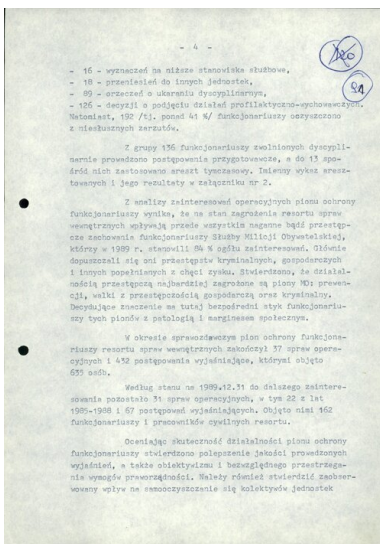 - 4 -
120
91
- 16 - wyznaczeń na niższe stanowiska służbowe,
- 18 - przeniesień do innych jednostek,
- 89 - orzeczeń o ukaraniu dyscyplinarnym,
- 126 - decyzji o podjęciu działań profilaktyczno-wychowawczych.
Natomiast, 192 /tj. ponad 41 %/ funkcjonariuszy oczyszczono
z niesłusznych zarzutów.
Z grupy 136 funkcjonariuszy zwolnionych dyscypli-
narnie prowadzono postępowania przygotowawcze, a do 13 spo-
śród nich zastosowano areszt tymczasowy. Imienny wykaz aresz-
towanych i jego rezultaty w załączniku nr 2.
Z analizy zainteresowań operacyjnych pionu ochrony
funkcjonariuszy wynika, że na stan zagrożenia resortu spraw
wewnętrznych wpływają przede wszystkim naganne bądź przestęp-
cze zachowania funkcjonariuszy Służby Milicji Obywatelskiej,
którzy w 1989 r. stanowili 84 % ogółu zainteresowań. Głównie
dopuszczali się oni przestępstw kryminalnych, gospodarczych
i innych popełnianych z chęci zysku. Stwierdzono, że działal-
nością przestępczą najbardziej zagrożone są piony MO: prewen-
cji, walki z przestępczością gospodarczą oraz kryminalny.
Decydujące znaczenie ma tutaj bezpośredni styk funkcjonariu-
szy tych pionów z patologią i marginesem społecznym.
W okresie sprawozdawczym pion ochrony funkcjona-
riuszy resortu spraw wewnętrznych zakończył 37 spraw opera-
cyjnych i 432 postępowania wyjaśniające, którymi objęto
635 osób.
Według stanu na 1989.12.31 do dalszego zaintere-
sowania pozostało 31 spraw operacyjnych, w tym 22 z lat
1985-1988 i 67 postępowań wyjaśniających. Objęto nimi 162
funkcjonariuszy i pracowników cywilnych resortu.
Oceniając skuteczność działalności pionu ochrony
funkcjonariuszy stwierdzono polepszenie jakości prowadzonych
wyjaśnień, a także obiektywizmu i bezwzględnego przestrzega-
nia wymogów praworządności. Należy również stwierdzić zaobser-
wowany wpływ na samooczyszczanie się kolektywów jednostek